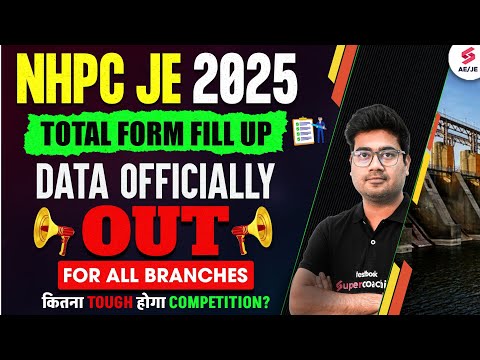 NHPC JE 2025
TOTAL FORM FILL UP
DATA OFFICIALLY
OUT
FOR ALL BRANCHES
कितना TOUGH होगा COMPETITION?
AE/JE
testbook
Supercoaching